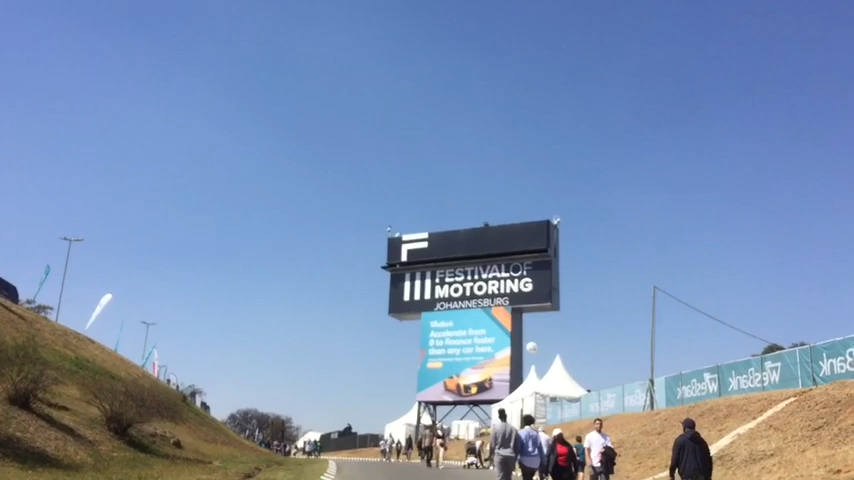 FESTIVAL OF
MOTORING
JOHANNESBURG
WesBank
Accelerate from
0 to finance faster
than any car here.
WesBank
WesBank
WesBank